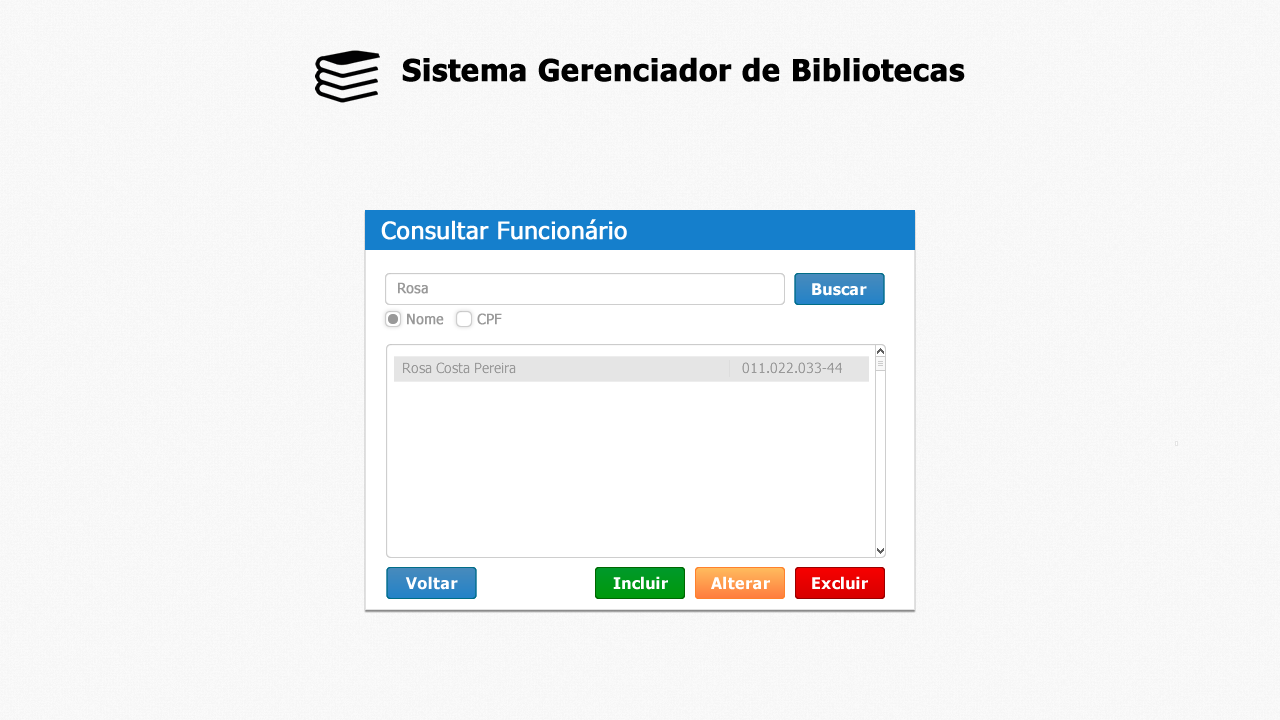 Sistema Gerenciador de Bibliotecas
Consultar Funcionário
Rosa
Buscar
Nome CPF
Rosa Costa Pereira 011.022.033-44
Voltar Incluir Alterar Excluir